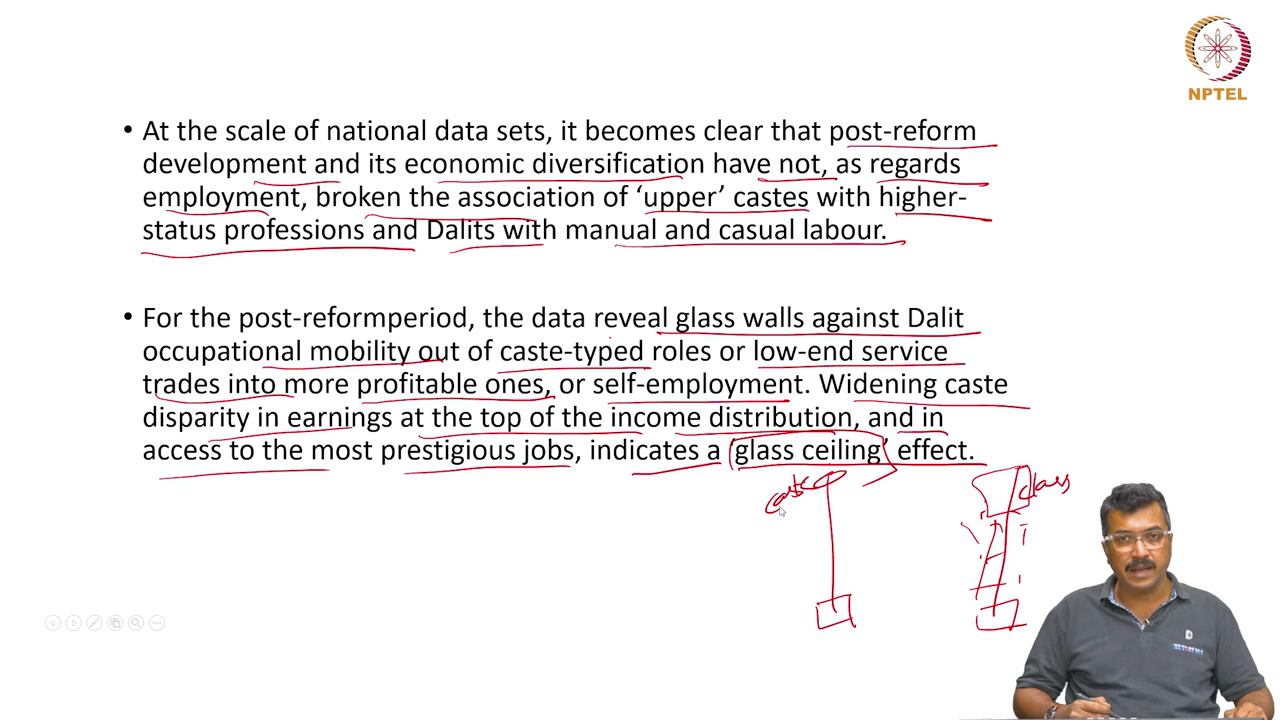 NPTEL
• At the scale of national data sets, it becomes clear that post-reform
development and its economic diversification have not, as regards
employment, broken the association of ‘upper’ castes with higher-
status professions and Dalits with manual and casual labour.
• For the post-reformperiod, the data reveal glass walls against Dalit
occupational mobility out of caste-typed roles or low-end service
trades into more profitable ones, or self-employment. Widening caste
disparity in earnings at the top of the income distribution, and in
access to the most prestigious jobs, indicates a ‘glass ceiling’ effect.
caste
class